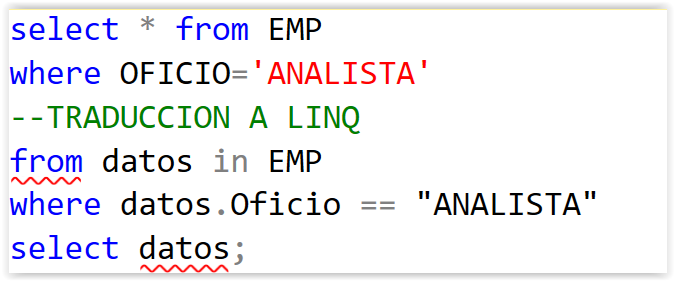 select * from EMP
where OFICIO='ANALISTA'
--TRADUCCION A LINQ
from datos in EMP
where datos.Oficio == "ANALISTA"
select datos;